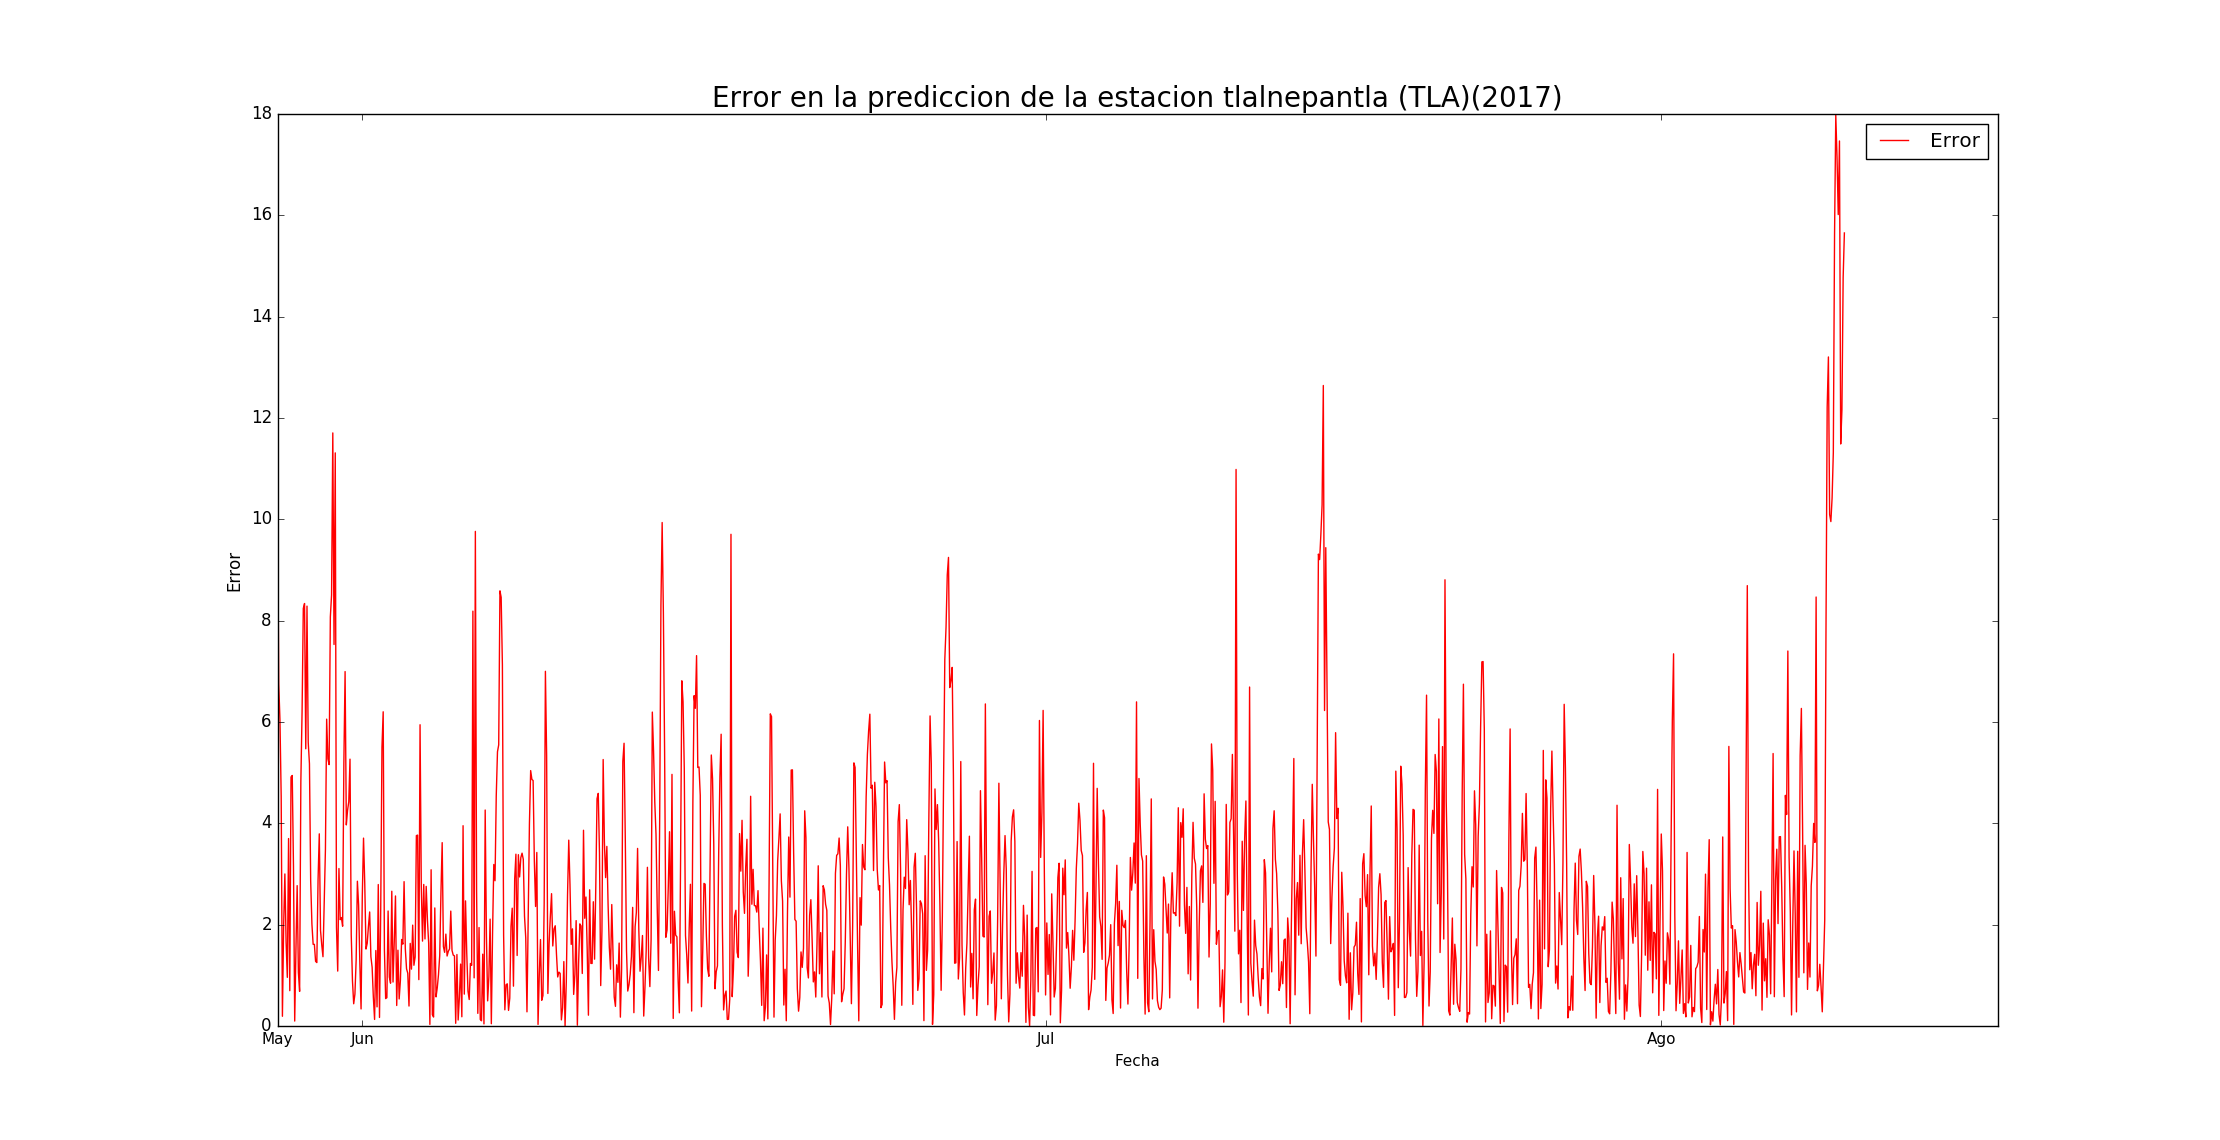 Error en la prediccion de la estacion tlalnepantla (TLA)(2017)
Error
18
16
14
12
10
8
6
4
2
0
Error
May Jun Jul Ago
Fecha